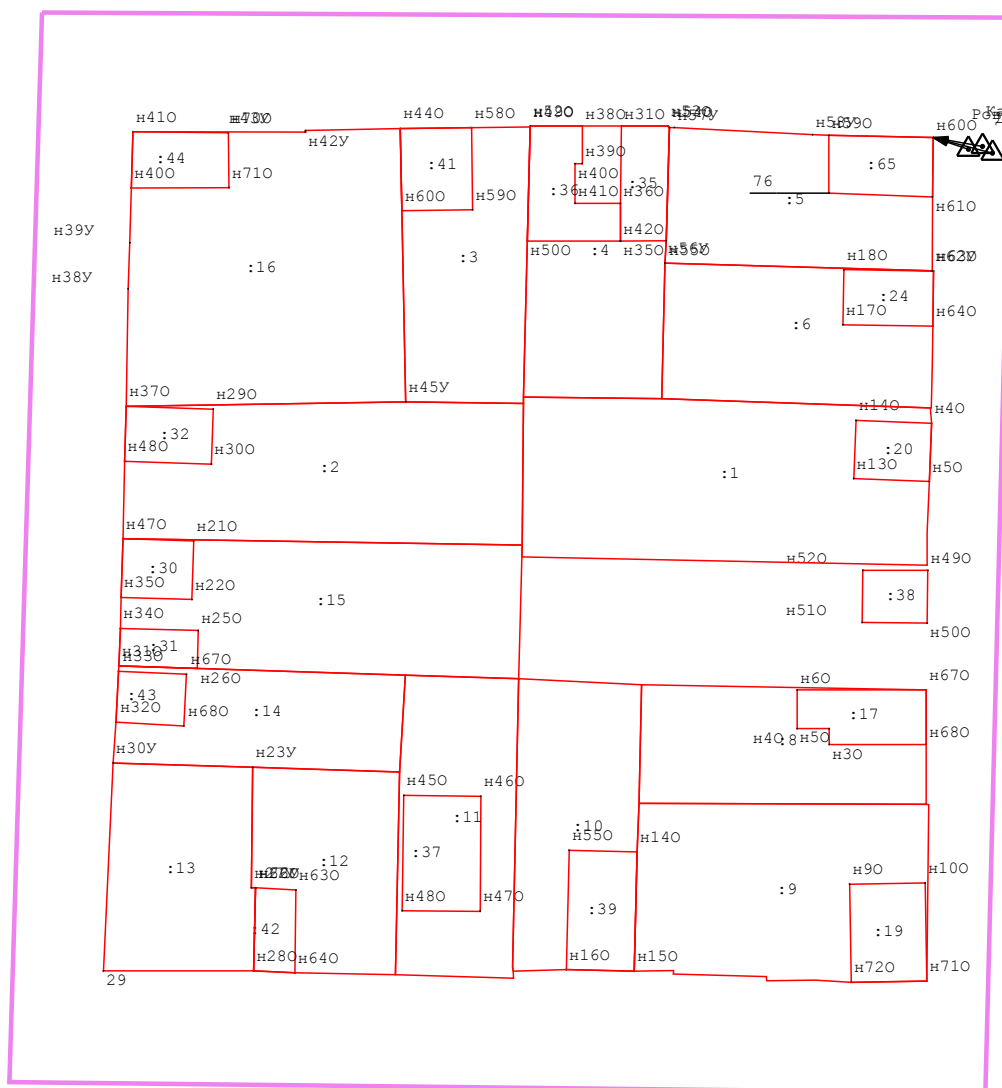 н41О
н42У
н44О
н58О
н38О
н31О
н58У
н59О
н60О
:44
н40О
н71О
:41
н60О
н59О
н39О
н40О
н41О
:36
:35
н36О
н42О
76
:5
:65
н61О
н39У
н38У
:16
:3
н50О
:4
н35О
н56У
н18О
н17О
:24
н64О
:6
н37О
н29О
н45У
н4О
:32
н48О
н30О
:2
:1
н14О
:20
н13О
н5О
н47О
н21О
:30
н35О
н22О
:15
н34О
н25О
:31
н67О
н52О
н49О
н51О
:38
н50О
н26О
:43
н32О
н68О
:14
н30У
н23У
н6О
н67О
:17
н4О
:8
н5О
н3О
н68О
н45О
н46О
:11
:37
н48О
н47О
:13
:12
н63О
:42
н28О
н64О
29
:10
н55О
н14О
:39
н16О
н15О
:9
н9О
н10О
:19
н72О
н71О